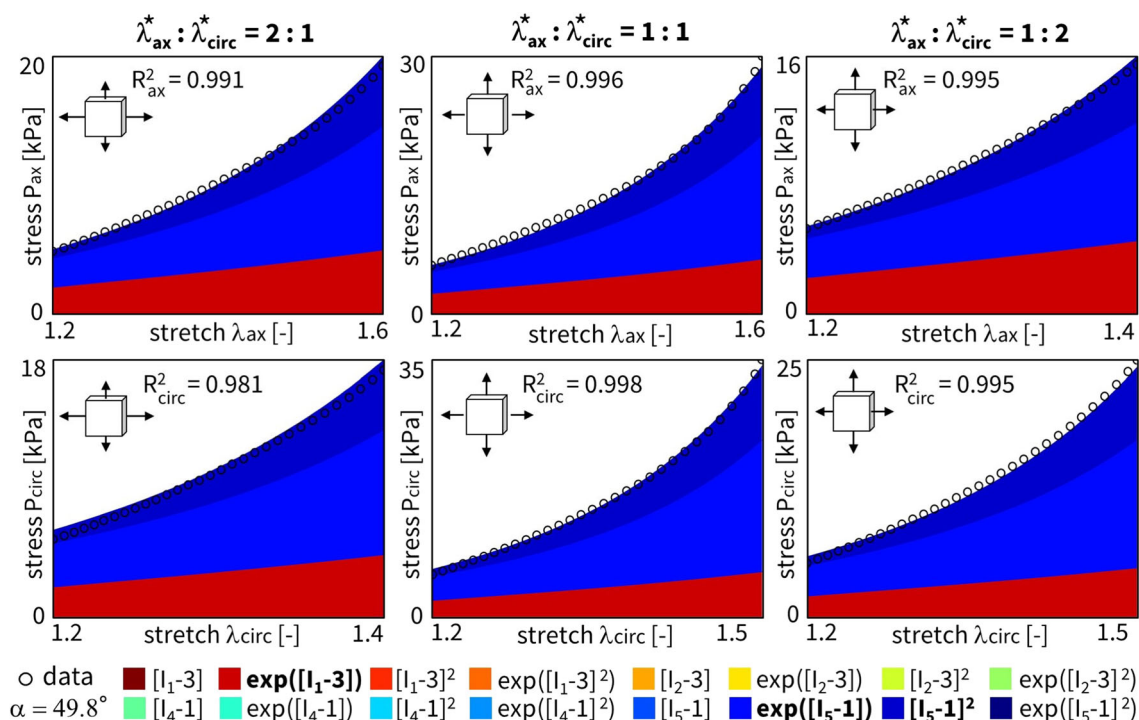 λ*ax : λ*circ = 2 : 1
λ*ax : λ*circ = 1 : 1
λ*ax : λ*circ = 1 : 2
20
R²ax = 0.991
stress Pax [kPa]
0
1.2
stretch λax [-]
1.6
30
R²ax = 0.996
stress Pax [kPa]
0
1.2
stretch λax [-]
1.6
16
R²ax = 0.995
stress Pax [kPa]
0
1.2
stretch λax [-]
1.4
18
R²circ = 0.981
stress Pcirc [kPa]
0
1.2
stretch λcirc [-]
1.4
35
R²circ = 0.998
stress Pcirc [kPa]
0
1.2
stretch λcirc [-]
1.5
25
R²circ = 0.995
stress Pcirc [kPa]
0
1.2
stretch λcirc [-]
1.5
data [I₁-3] exp([I₁-3]) [I₁-3]² exp([I₁-3]²) [I₂-3] exp([I₂-3]) [I₂-3]² exp([I₂-3]²)
α = 49.8° [I₄-1] exp([I₄-1]) [I₄-1]² exp([I₄-1]²) [I₅-1] exp([I₅-1]) [I₅-1]² exp([I₅-1]²)